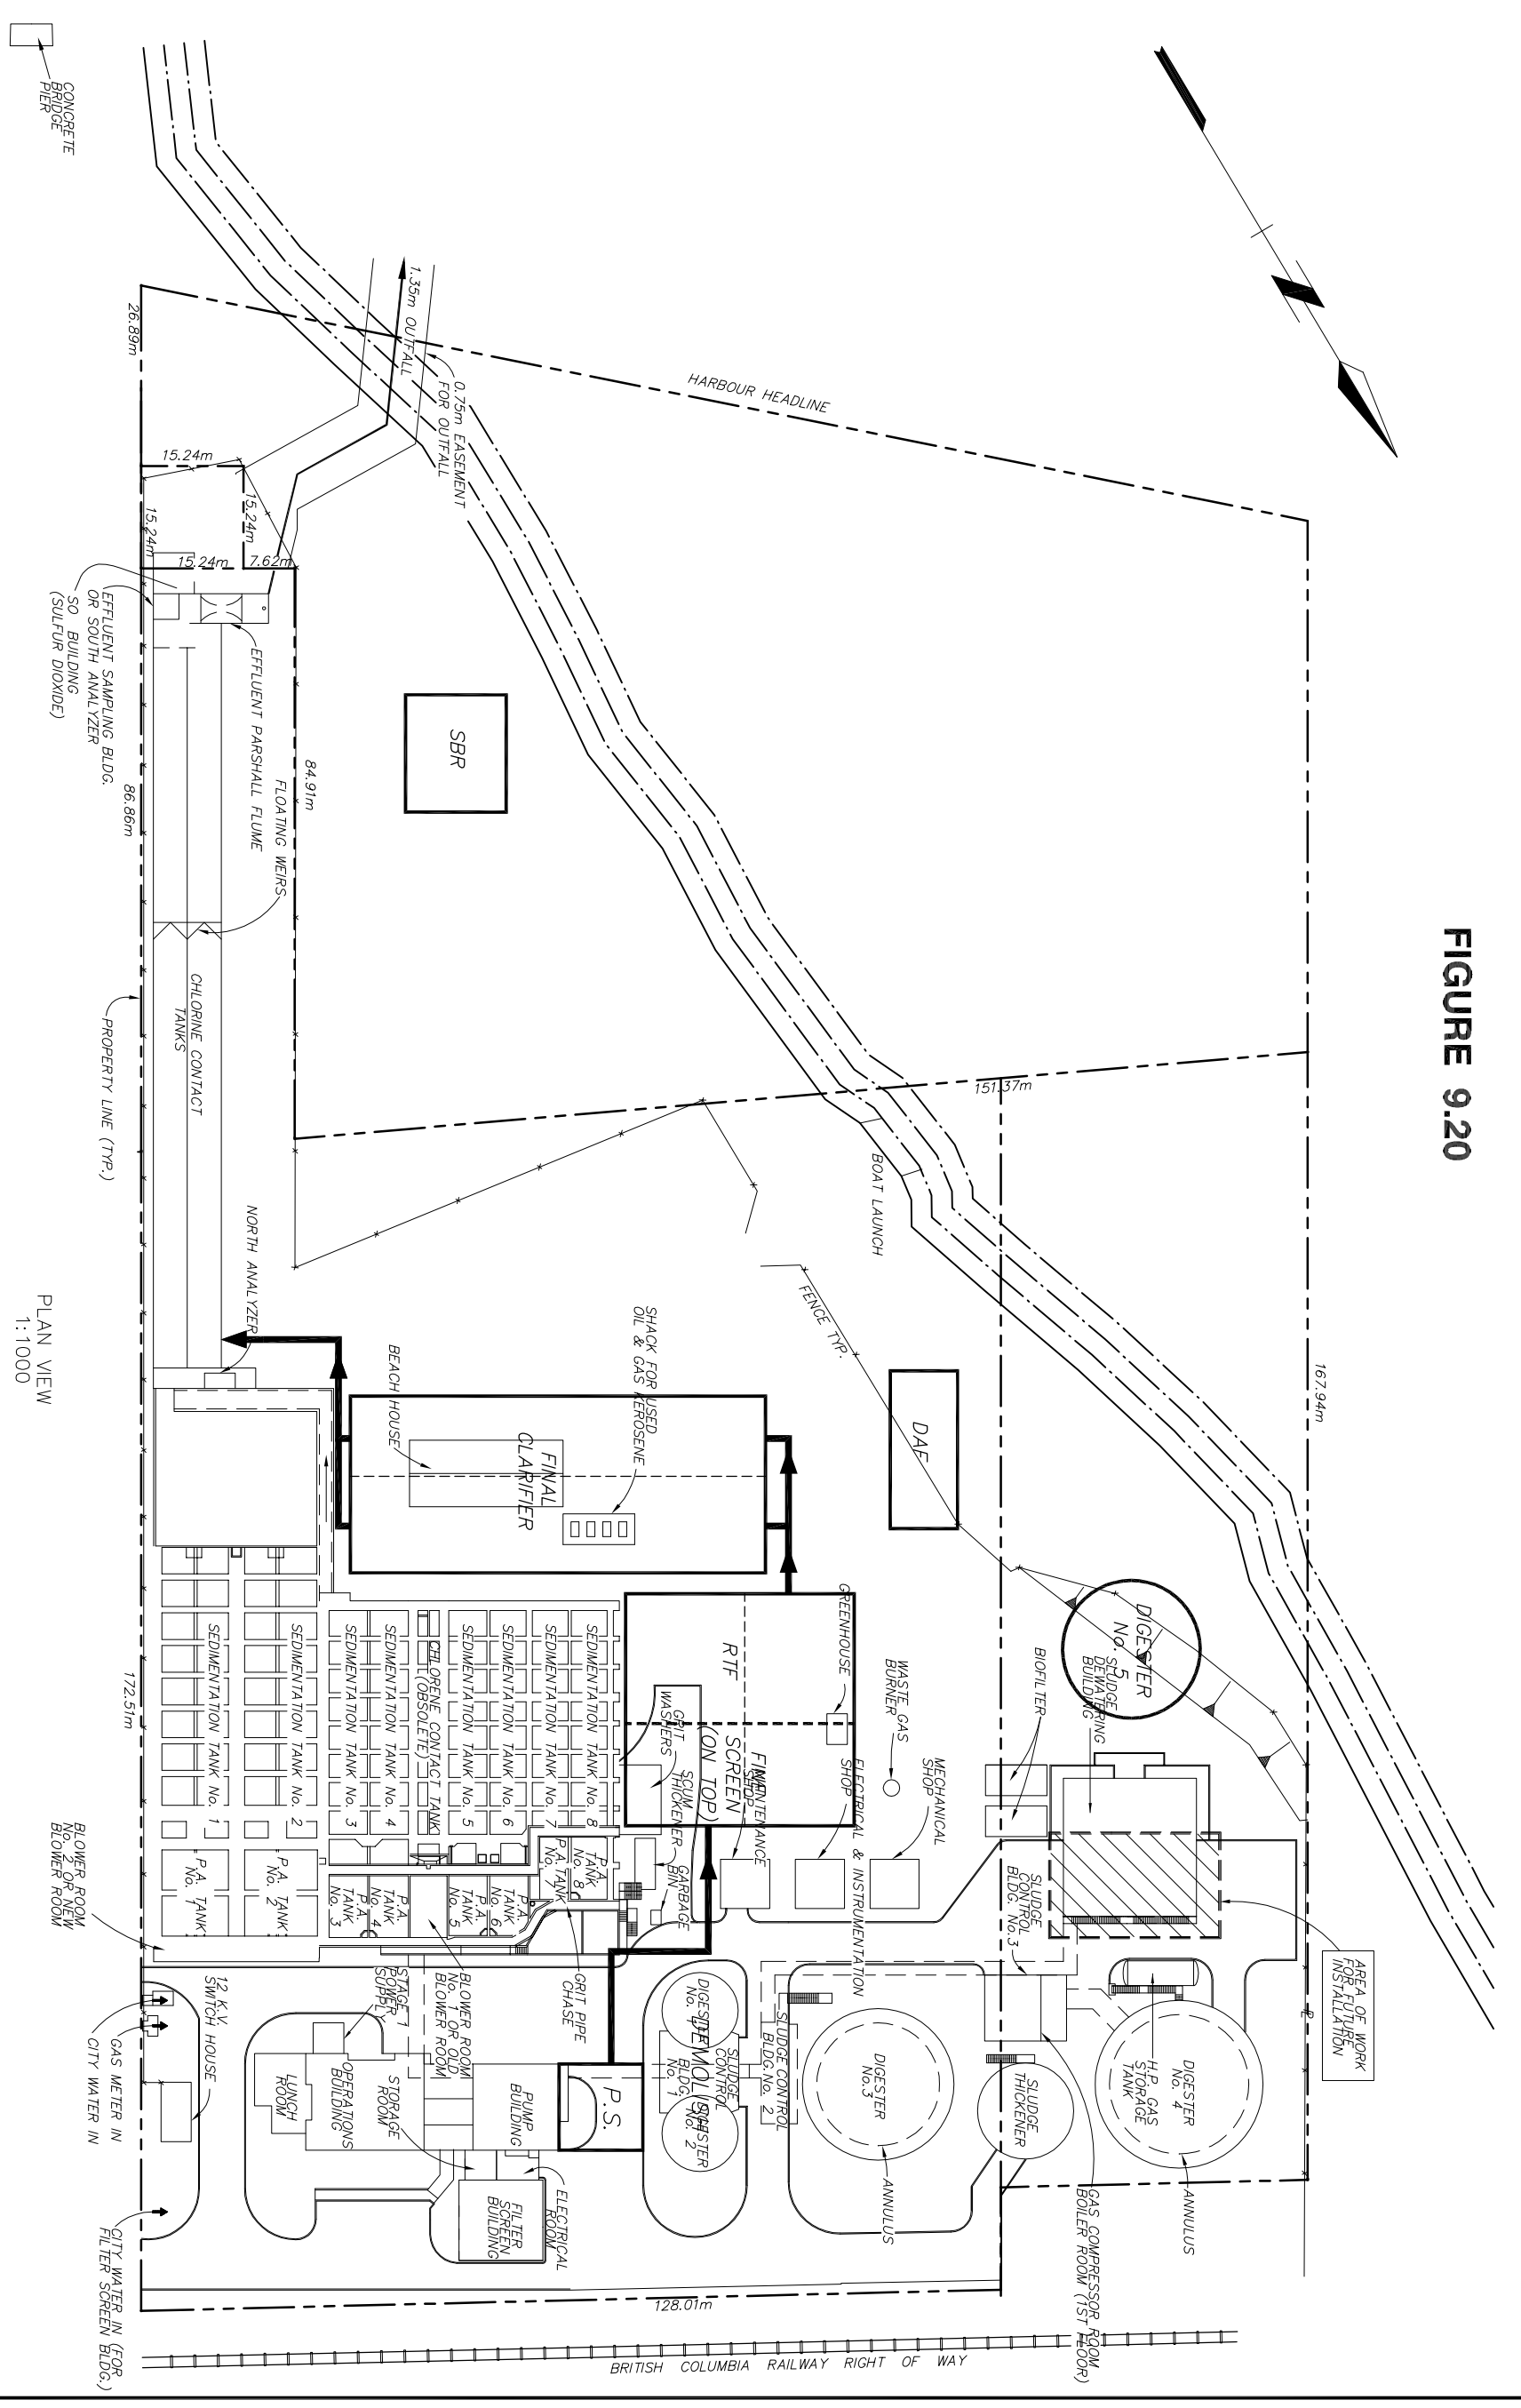 FIGURE 9.20
CONCRETE
BRIDGE
PIER
1.35m OUTFALL
0.75m EASEMENT
FOR OUTFALL
HARBOUR HEADLINE
26.89m
15.24m
15.24m
15.24m
15.24m
7.62m
EFFLUENT SAMPLING BLDG.
OR SOUTH ANALYZER
SO BUILDING
(SULFUR DIOXIDE)
EFFLUENT PARSHALL FLUME
FLOATING WEIRS
84.91m
86.86m
SBR
CHLORINE CONTACT
TANKS
PROPERTY LINE (TYP.)
151.37m
BOAT LAUNCH
NORTH ANALYZER
PLAN VIEW
1:1000
FENCE TYP.
167.94m
BEACH HOUSE
SHACK FOR USED
OIL & GAS KEROSENE
FINAL
CLARIFIER
DAF
GREENHOUSE
RTF
FINE
SCREEN
(ON TOP)
WASTE GAS
BURNER
BIOFILTER
DIGESTER
No. 5
SLUDGE
DEWATERING
BUILDING
172.51m
SEDIMENTATION TANK No. 1
SEDIMENTATION TANK No. 2
SEDIMENTATION TANK No. 3
SEDIMENTATION TANK No. 4
CHLORENE CONTACT TANK
(OBSOLETE)
SEDIMENTATION TANK No. 5
SEDIMENTATION TANK No. 6
SEDIMENTATION TANK No. 7
SEDIMENTATION TANK No. 8
GRIT
WASHERS
SCUM
THICKENER
GARBAGE
BIN
MAINTENANCE
SHOP
ELECTRICAL & INSTRUMENTATION
SHOP
MECHANICAL
SHOP
BLOWER ROOM
No. 2 OR NEW
BLOWER ROOM
P.A. TANK
No. 1
P.A. TANK
No. 2
P.A.
TANK
No. 3
P.A.
TANK
No. 4
P.A.
TANK
No. 5
P.A.
TANK
No. 6
P.A. TANK
No. 7
P.A.
TANK
No. 8
SLUDGE
CONTROL
BLDG. No.3
AREA OF WORK
FOR FUTURE
INSTALLATION
12 K.V.
SWITCH HOUSE
GAS METER IN
CITY WATER IN
STAGE 1
POWER
SUPPLY
BLOWER ROOM
No. 1 OR OLD
BLOWER ROOM
GRIT PIPE
CHASE
DIGESTER
No. 1
DEMOLISH
SLUDGE
CONTROL
BLDG.
No. 1
DIGESTER
No. 2
SLUDGE CONTROL
BLDG.No. 2
DIGESTER
No.3
SLUDGE
THICKENER
H.P. GAS
STORAGE
TANK
DIGESTER
No. 4
LUNCH
ROOM
OPERATIONS
BUILDING
STORAGE
ROOM
PUMP
BUILDING
P.S.
FILTER
SCREEN
BUILDING
ELECTRICAL
ROOM
ANNULUS
ANNULUS
GAS COMPRESSOR ROOM
BOILER ROOM (1ST FLOOR)
CITY WATER IN (FOR
FILTER SCREEN BLDG.)
128.01m
BRITISH COLUMBIA RAILWAY RIGHT OF WAY